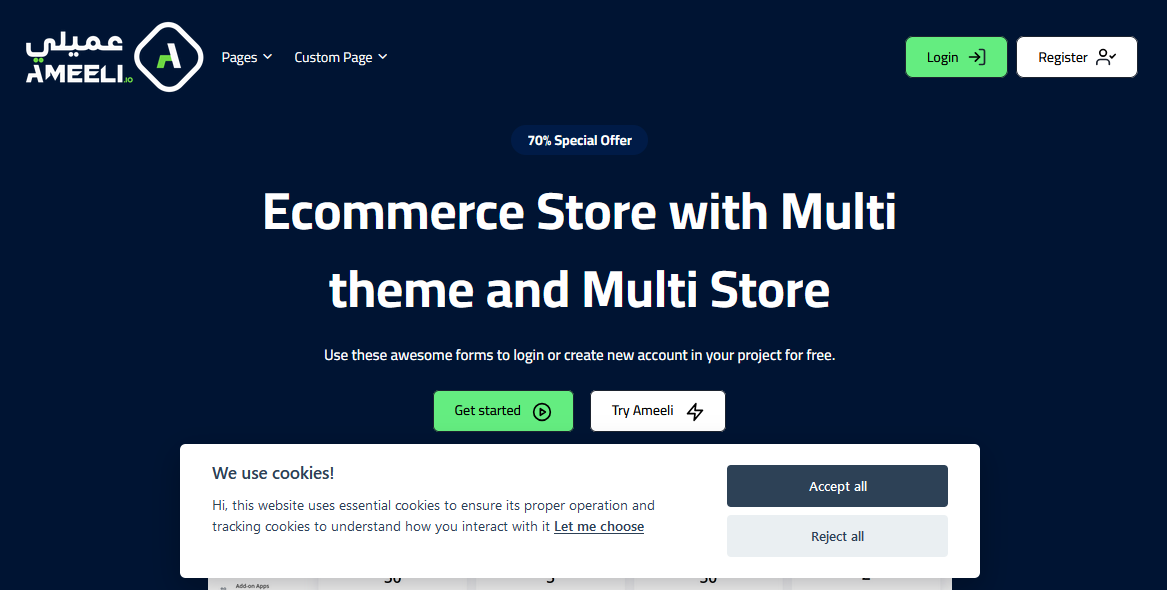 عميلي
AMEELI.io
Pages
Custom Page
Login
Register
70% Special Offer
Ecommerce Store with Multi
theme and Multi Store
Use these awesome forms to login or create new account in your project for free.
Get started
Try Ameeli
We use cookies!
Hi, this website uses essential cookies to ensure its proper operation and
tracking cookies to understand how you interact with it Let me choose
Accept all
Reject all
Add-on Apps